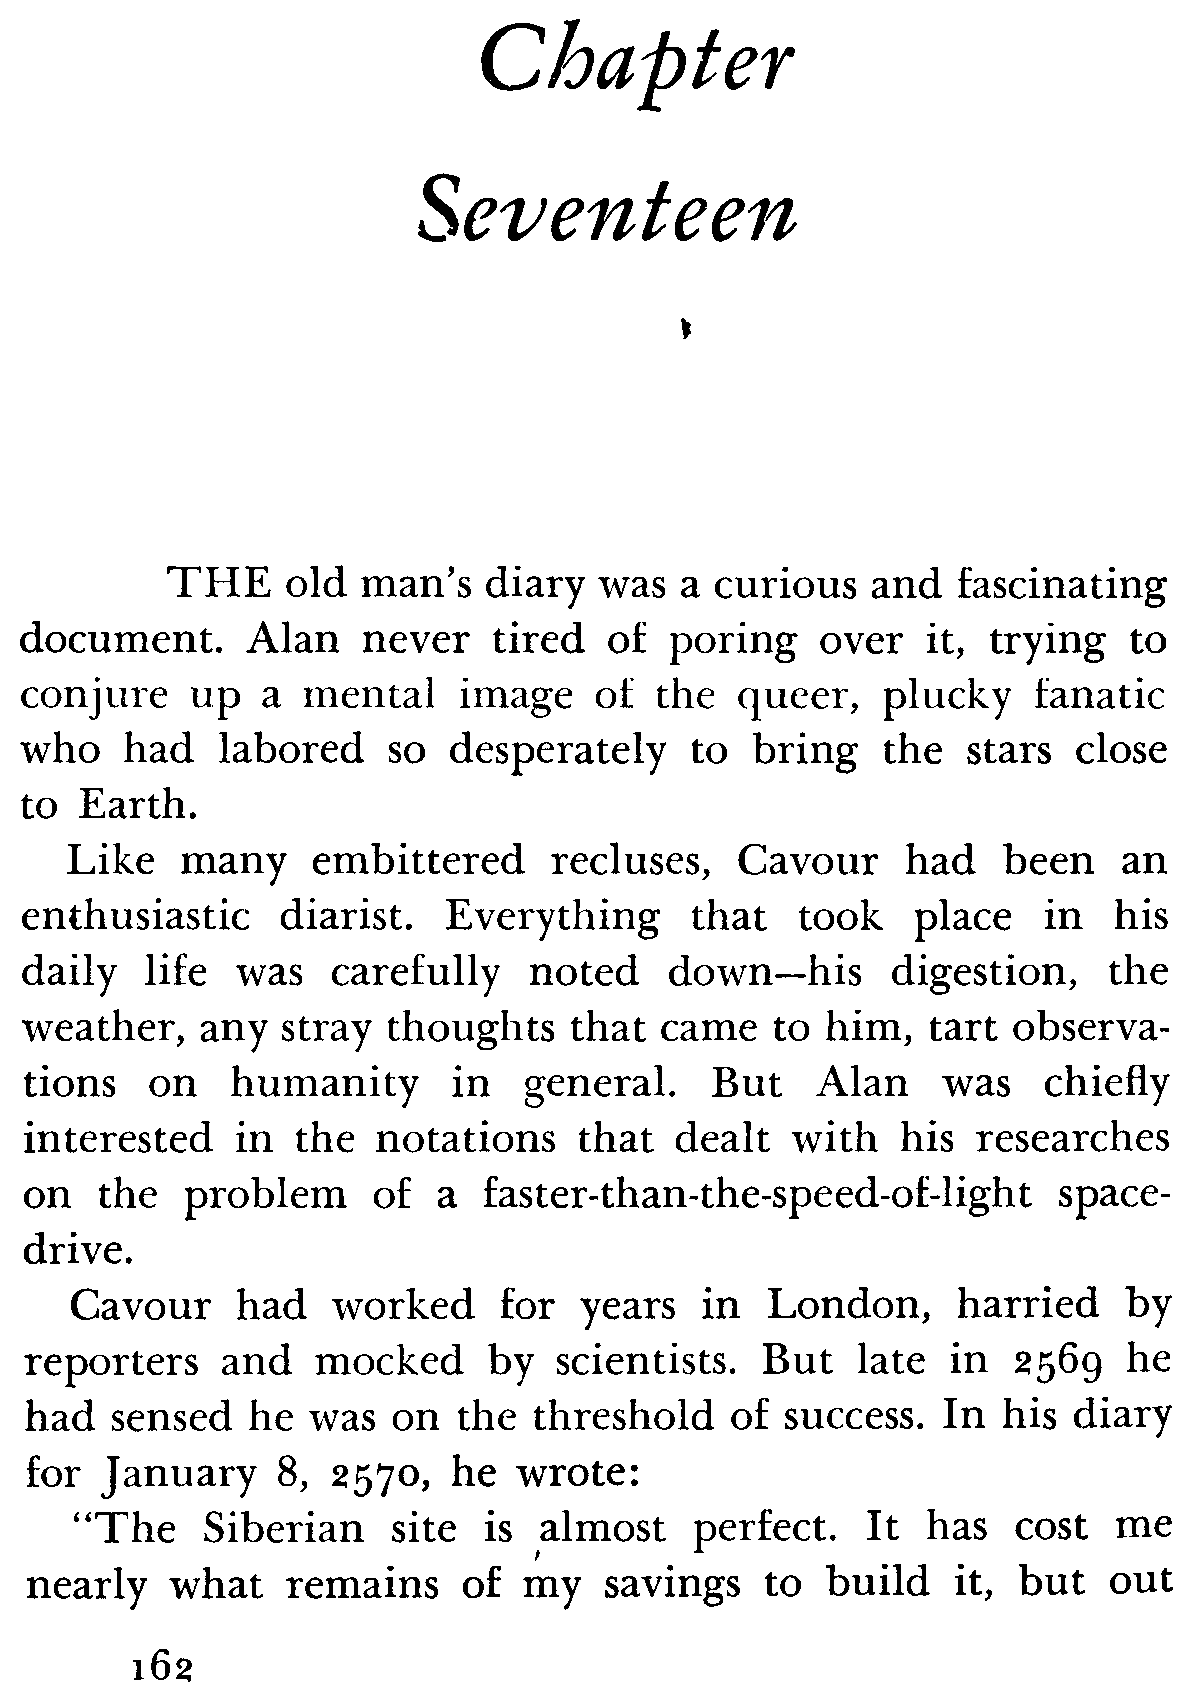 Chapter
Seventeen
THE old man's diary was a curious and fascinating
document. Alan never tired of poring over it, trying to
conjure up a mental image of the queer, plucky fanatic
who had labored so desperately to bring the stars close
to Earth.
Like many embittered recluses, Cavour had been an
enthusiastic diarist. Everything that took place in his
daily life was carefully noted down—his digestion, the
weather, any stray thoughts that came to him, tart observa-
tions on humanity in general. But Alan was chiefly
interested in the notations that dealt with his researches
on the problem of a faster-than-the-speed-of-light space-
drive.
Cavour had worked for years in London, harried by
reporters and mocked by scientists. But late in 2569 he
had sensed he was on the threshold of success. In his diary
for January 8, 2570, he wrote:
"The Siberian site is almost perfect. It has cost me
nearly what remains of my savings to build it, but out
162